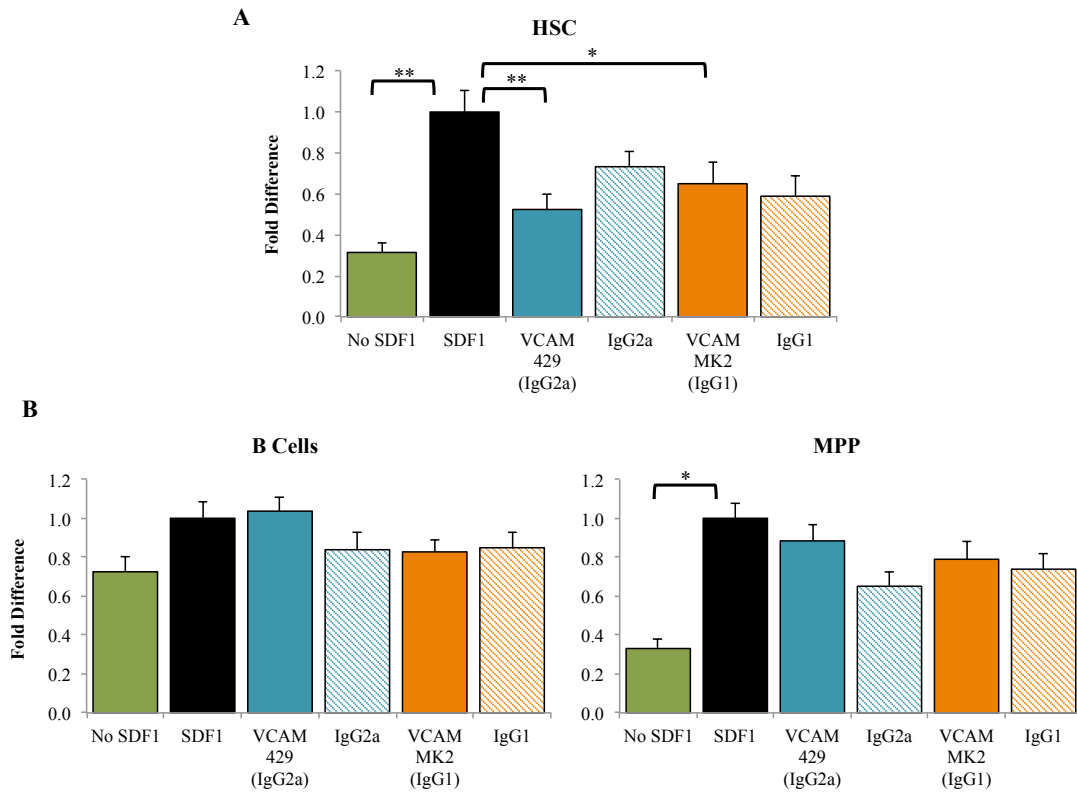 A
HSC
**
**
*
Fold Difference
1.2
1.0
0.8
0.6
0.4
0.2
0.0
No SDF1
SDF1
VCAM
429
(IgG2a)
IgG2a
VCAM
MK2
(IgG1)
IgG1
B
B Cells
Fold Difference
1.2
1.0
0.8
0.6
0.4
0.2
0.0
No SDF1
SDF1
VCAM
429
(IgG2a)
IgG2a
VCAM
MK2
(IgG1)
IgG1
MPP
*
1.2
1.0
0.8
0.6
0.4
0.2
0.0
No SDF1
SDF1
VCAM
429
(IgG2a)
IgG2a
VCAM
MK2
(IgG1)
IgG1